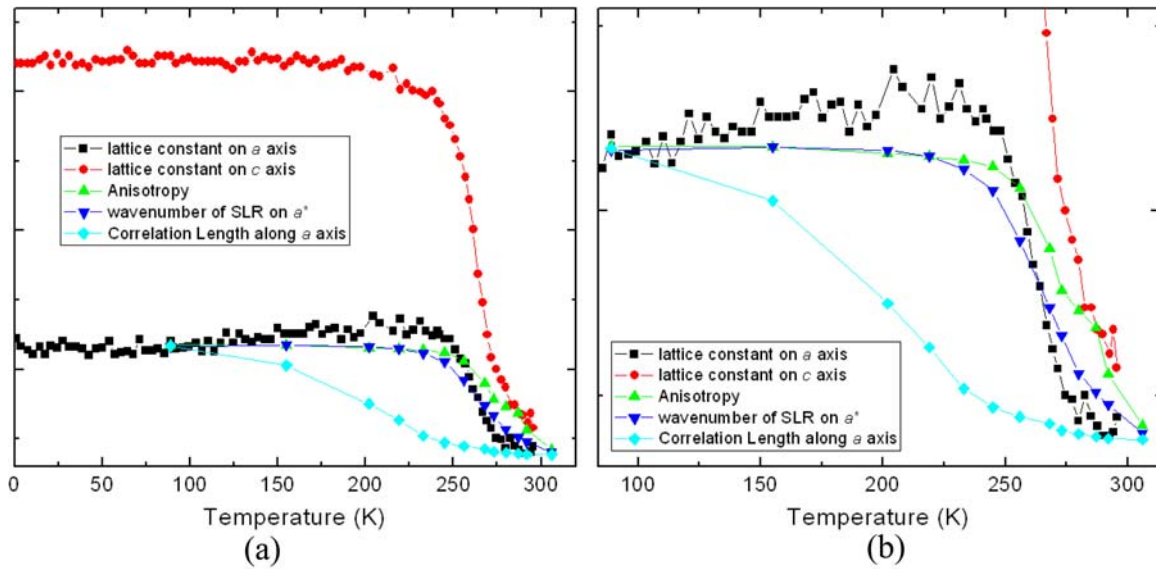 lattice constant on a axis
lattice constant on c axis
Anisotropy
wavenumber of SLR on a*
Correlation Length along a axis
0 50 100 150 200 250 300
Temperature (K)
(a)
lattice constant on a axis
lattice constant on c axis
Anisotropy
wavenumber of SLR on a*
Correlation Length along a axis
100 150 200 250 300
Temperature (K)
(b)